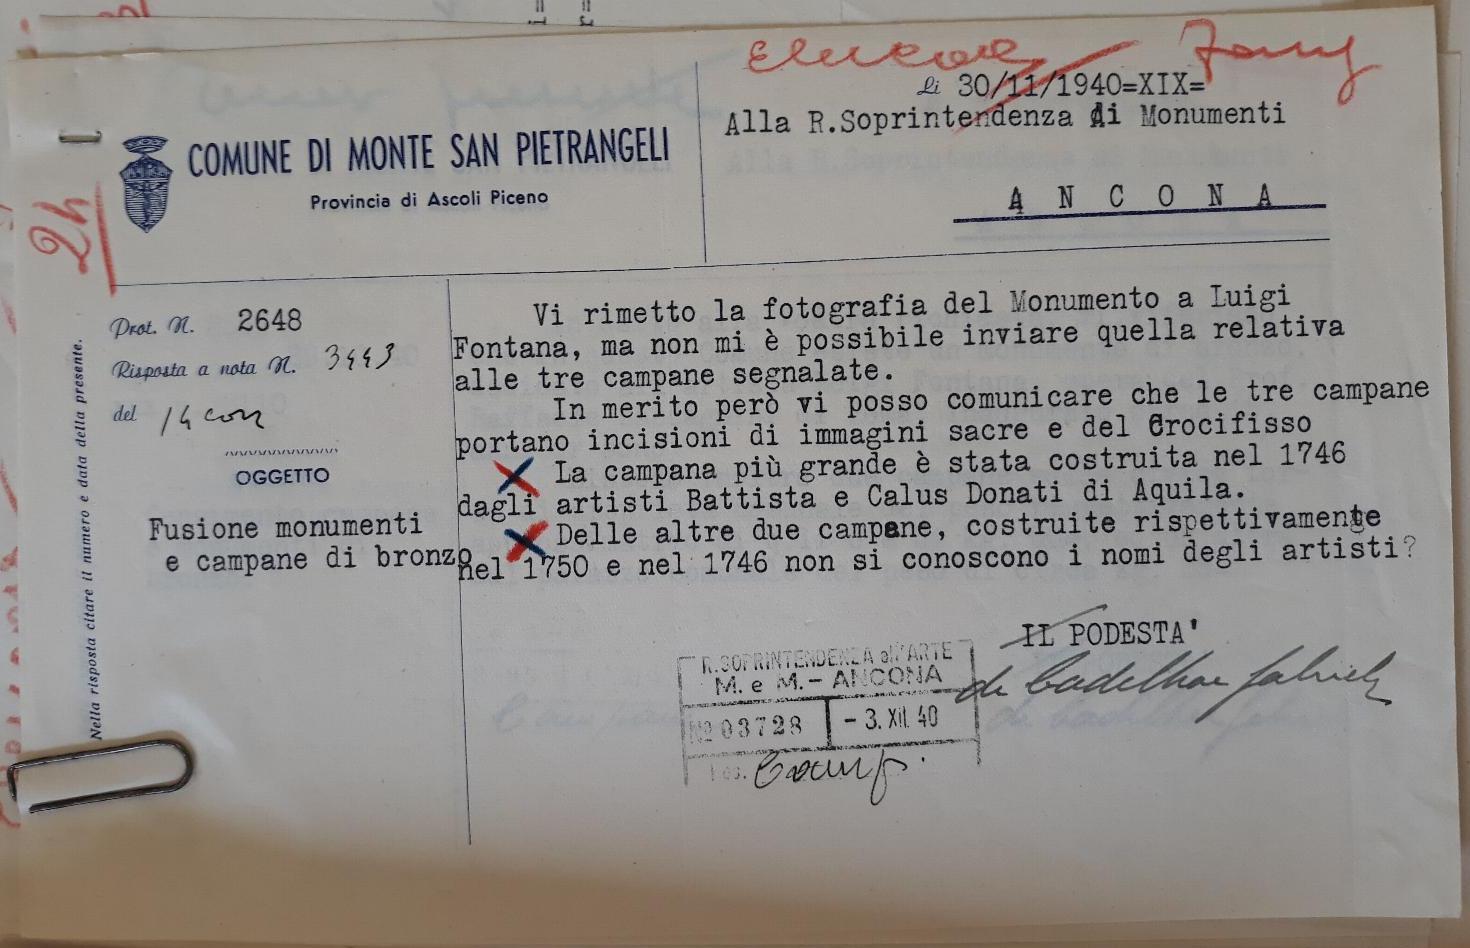 Li 30/11/1940=XIX=
Alla R.Soprintendenza di Monumenti
A N C O N A
COMUNE DI MONTE SAN PIETRANGELI
Provincia di Ascoli Piceno
2h
Prot. N. 2648
Risposta a nota N. 3443
del 14 corr
OGGETTO
Fusione monumenti
e campane di bronzo
Nella risposta citare il numero e data della presente.
Vi rimetto la fotografia del Monumento a Luigi
Fontana, ma non mi è possibile inviare quella relativa
alle tre campane segnalate.
In merito però vi posso comunicare che le tre campane
portano incisioni di immagini sacre e del Crocifisso
La campana più grande è stata costruita nel 1746
dagli artisti Battista e Calus Donati di Aquila.
Delle altre due campane, costruite rispettivamente
nel 1750 e nel 1746 non si conoscono i nomi degli artisti?
IL PODESTA'
R.SOPRINTENDENZA all'ARTE
M. e M.- ANCONA
No 03728 - 3. XII. 40
Pos. Camp.